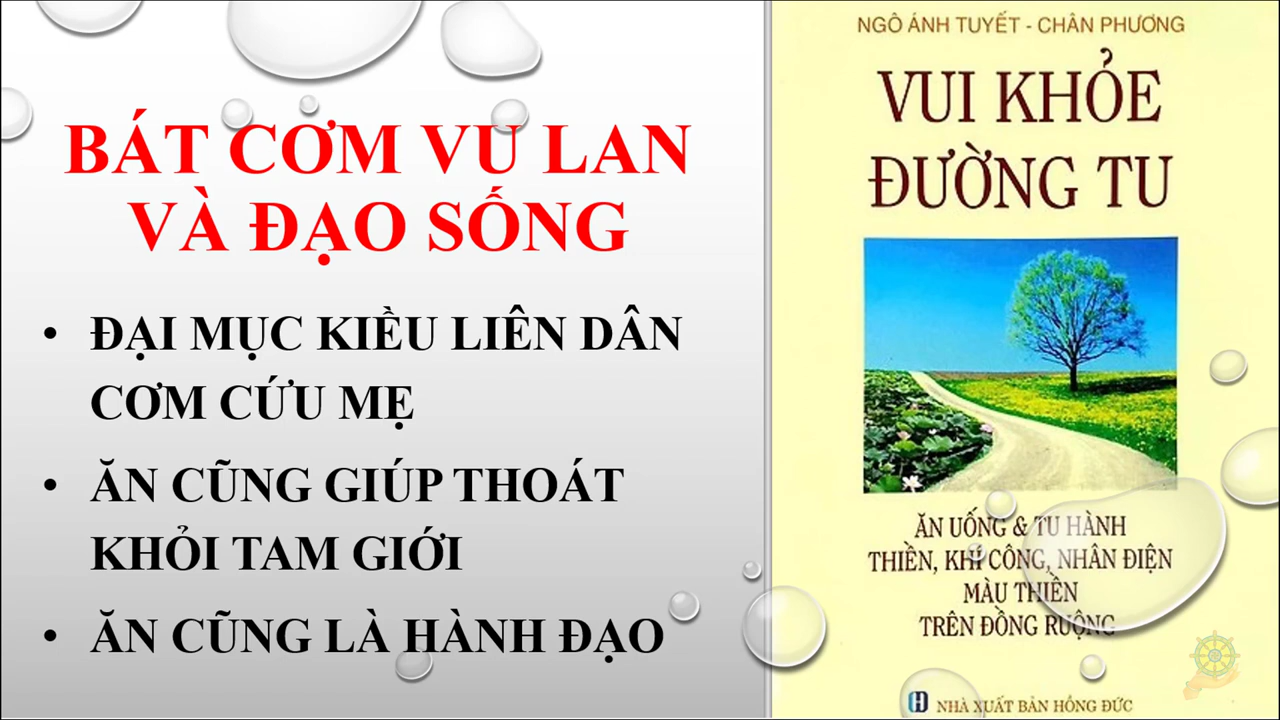 BÁT CƠM VU LAN
VÀ ĐẠO SỐNG
• ĐẠI MỤC KIỀU LIÊN DÂN
CƠM CỨU MẸ
• ĂN CŨNG GIÚP THOÁT
KHỎI TAM GIỚI
• ĂN CŨNG LÀ HÀNH ĐẠO
NGÔ ÁNH TUYẾT - CHÂN PHƯƠNG
VUI KHỎE
ĐƯỜNG TU
ĂN UỐNG & TU HÀNH
THIỀN, KHÍ CÔNG, NHÂN ĐIỆN
MÀU THIỀN
TRÊN ĐỒNG RUỘNG
NHÀ XUẤT BẢN HỒNG ĐỨC